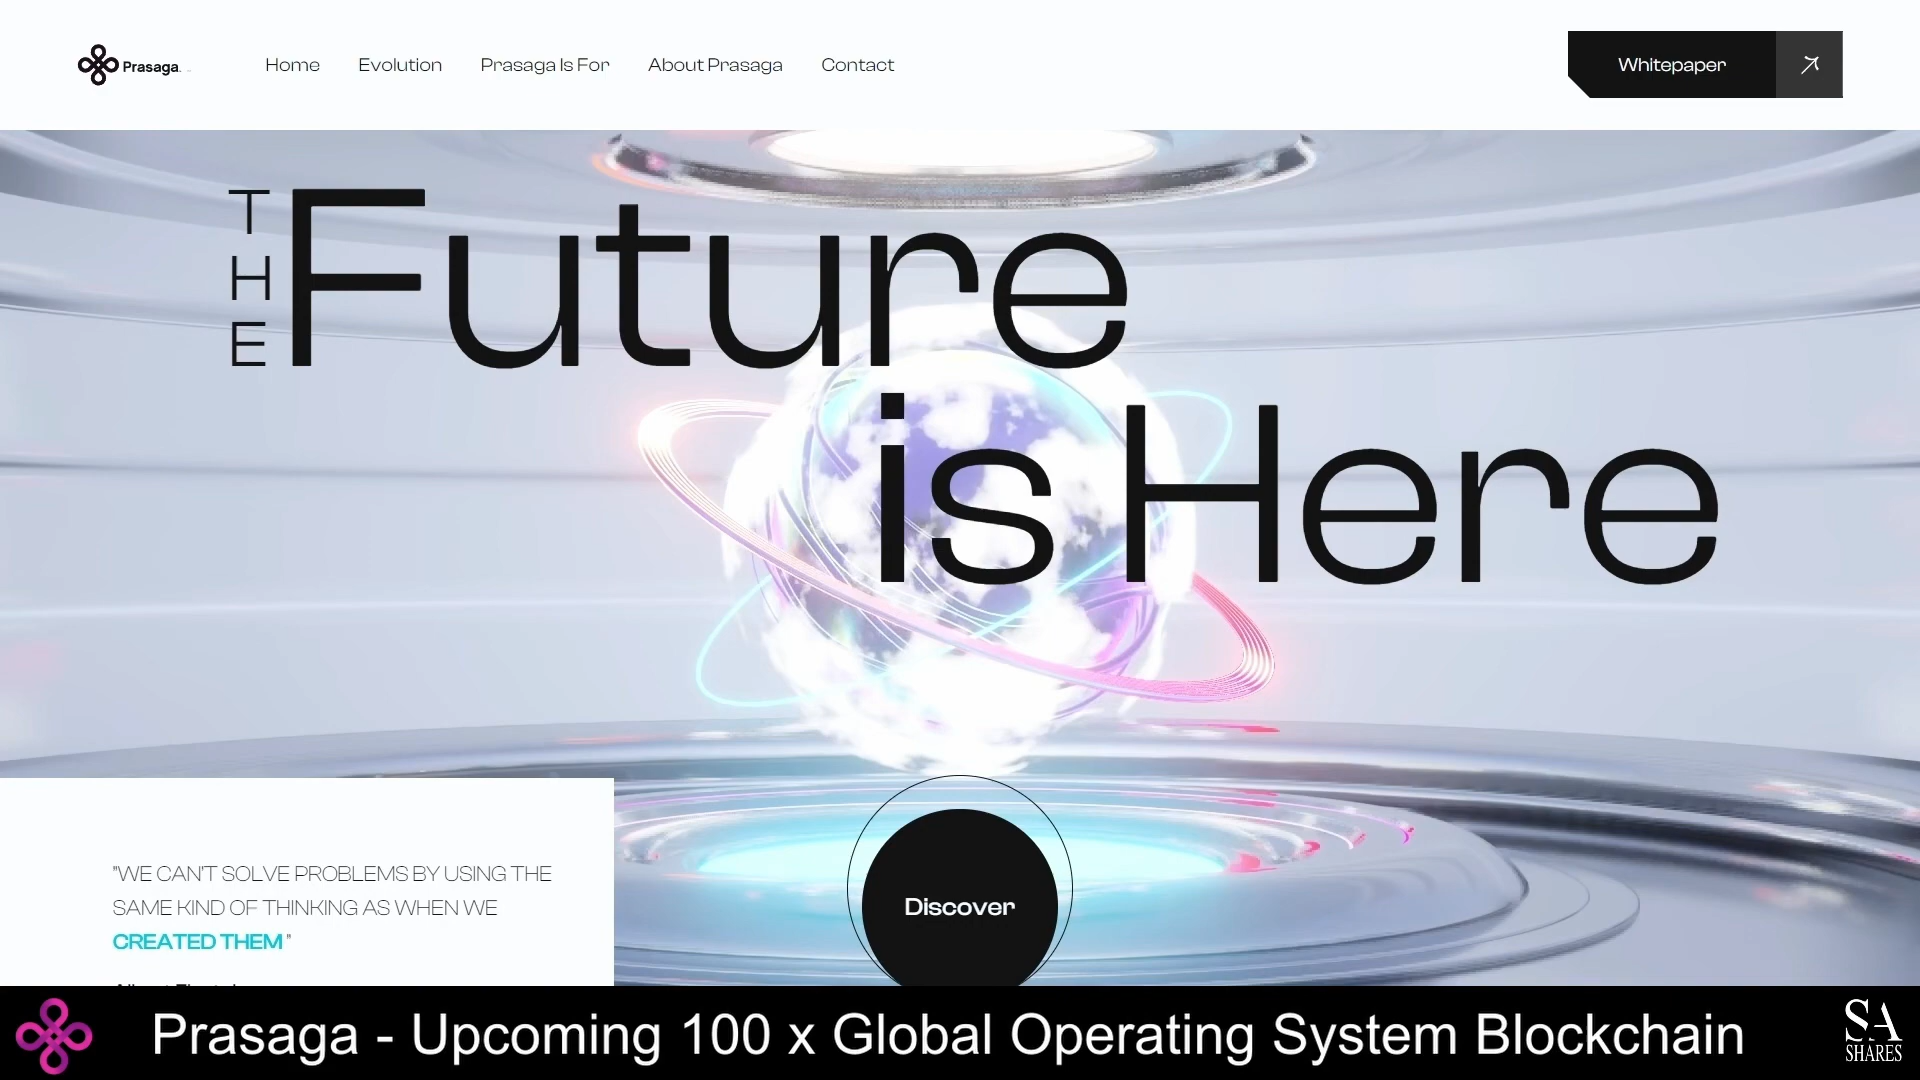 Prasaga
Home
Evolution
Prasaga Is For
About Prasaga
Contact
Whitepaper
THE
Future
is Here
"WE CAN'T SOLVE PROBLEMS BY USING THE
SAME KIND OF THINKING AS WHEN WE
CREATED THEM "
Discover
Prasaga - Upcoming 100 x Global Operating System Blockchain
SA
SHARES